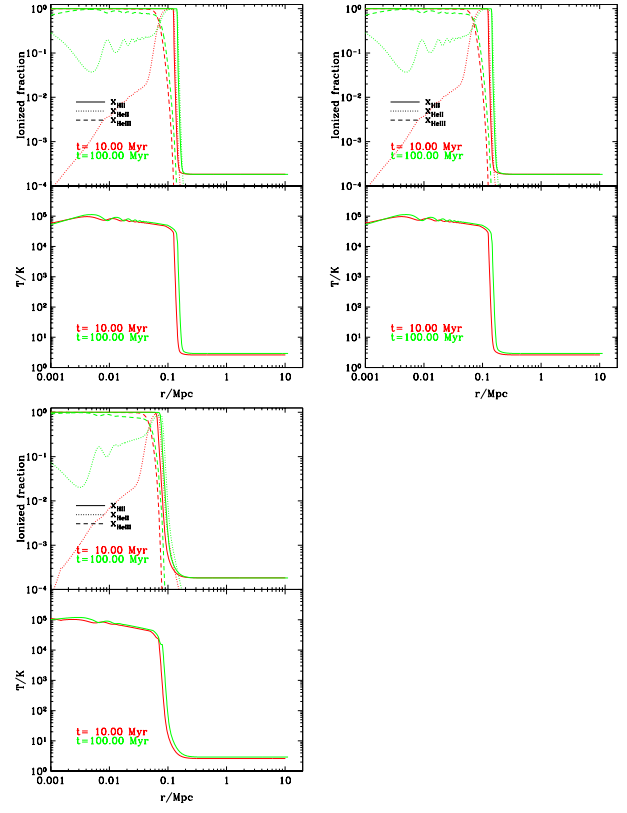 10⁰
10⁻¹
10⁻²
10⁻³
10⁻⁴
Ionized fraction
X_HII
X_HeII
X_HeIII
t= 10.00 Myr
t=100.00 Myr
10⁵
10⁴
10³
10²
10¹
10⁰
T/K
t= 10.00 Myr
t=100.00 Myr
0.001 0.01 0.1 1 10
r/Mpc
10⁰
10⁻¹
10⁻²
10⁻³
10⁻⁴
Ionized fraction
X_HII
X_HeII
X_HeIII
t= 10.00 Myr
t=100.00 Myr
10⁵
10⁴
10³
10²
10¹
10⁰
T/K
t= 10.00 Myr
t=100.00 Myr
0.001 0.01 0.1 1 10
r/Mpc
10⁰
10⁻¹
10⁻²
10⁻³
10⁻⁴
Ionized fraction
X_HII
X_HeII
X_HeIII
t= 10.00 Myr
t=100.00 Myr
10⁵
10⁴
10³
10²
10¹
10⁰
T/K
t= 10.00 Myr
t=100.00 Myr
0.001 0.01 0.1 1 10
r/Mpc